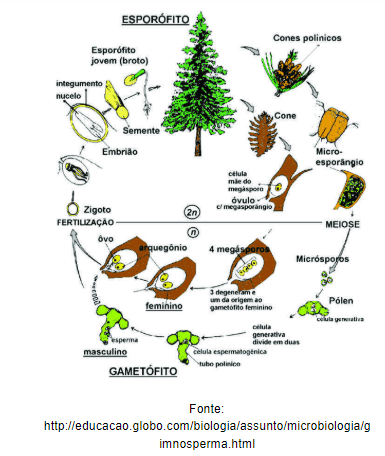 ESPORÓFITO
Cones polínicos
Esporófito
jovem (broto)
integumento
nucelo
Semente
Embrião
Cone
Micro-
esporângio
célula
mãe do
megásporo
óvulo
c/ megasporângio
Zigoto
2n
FERTILIZAÇÃO
MEIOSE
n
ôvo
arquegônio
4 megásporos
Micrósporos
feminino
3 degeneram e
um da origem ao
gametófito feminino
Pólen
célula generativa
esperma
masculino
célula
generativa
divide em duas
celula espermatogênica
tubo polínico
GAMETÓFITO
Fonte:
http://educacao.globo.com/biologia/assunto/microbiologia/g
imnosperma.html